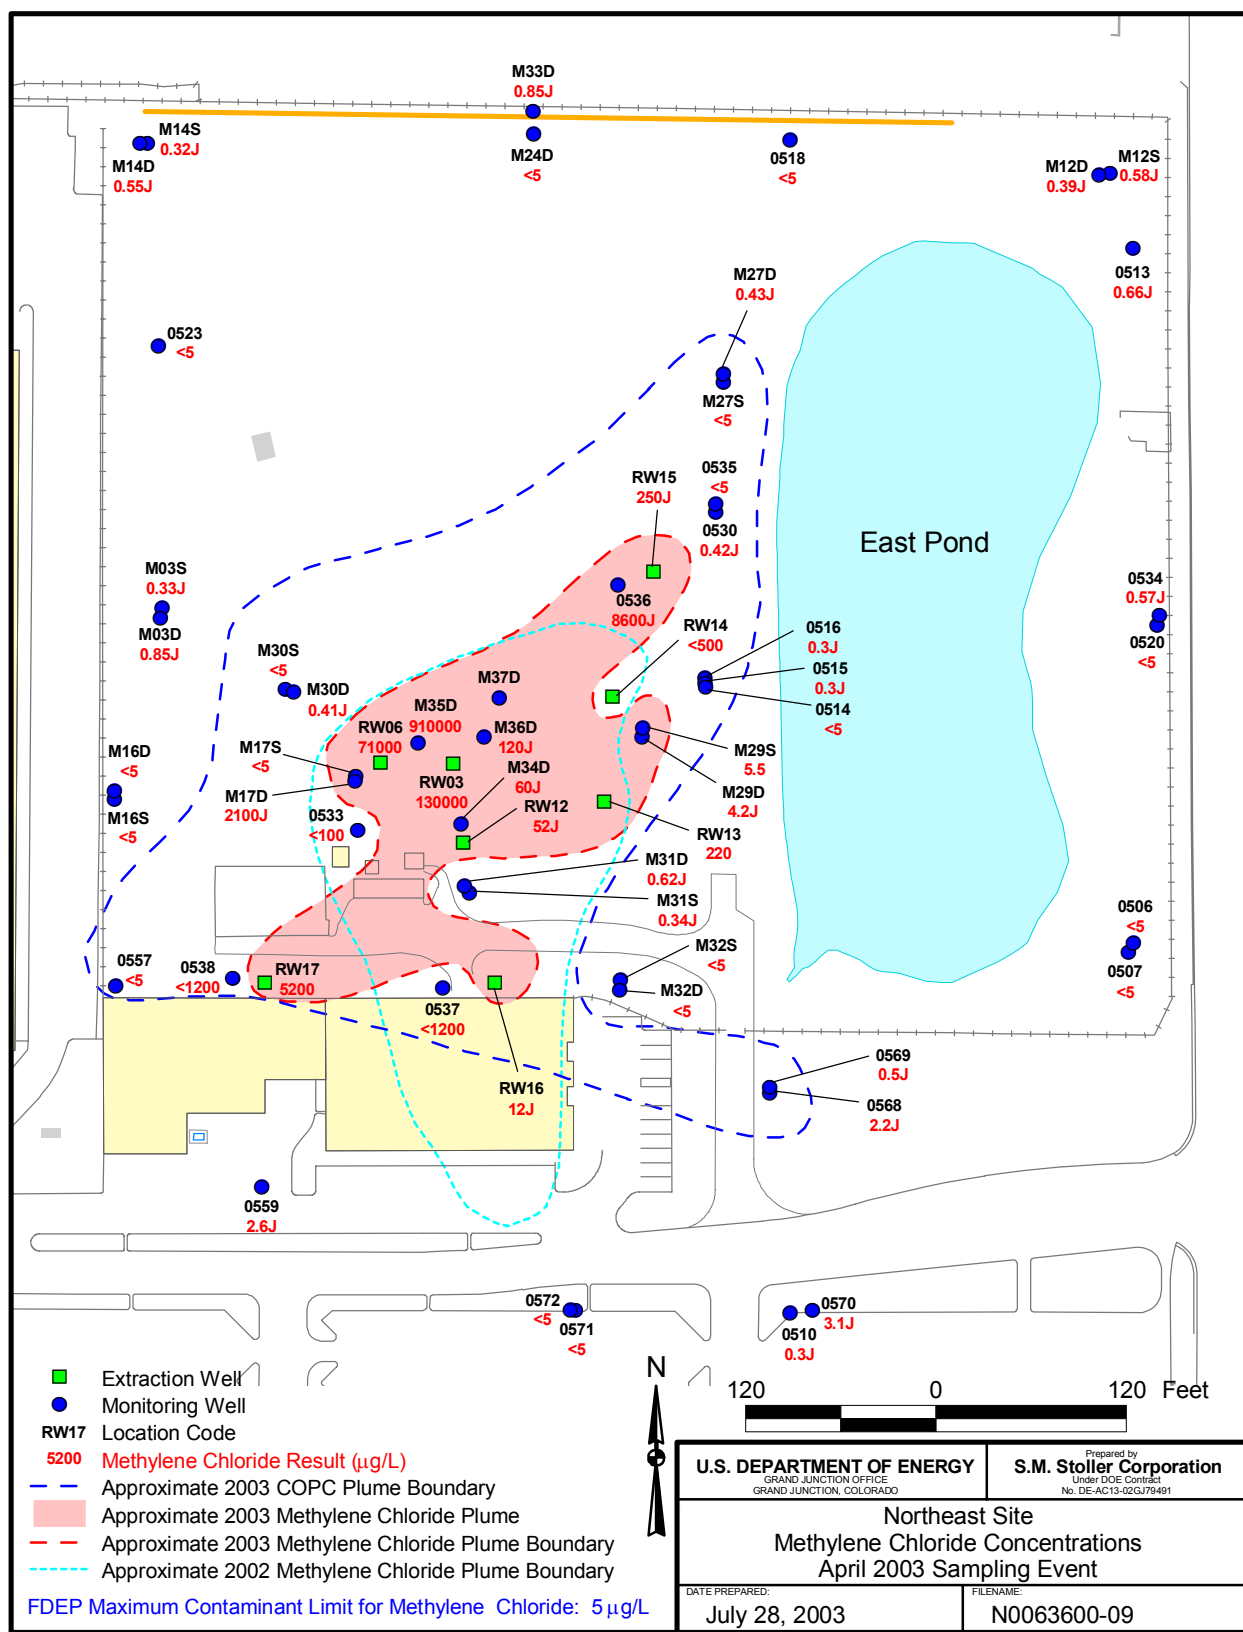 M33D
0.85J
M14S
0.32J
M14D
0.55J
M24D
<5
0518
<5
M12D
0.39J
M12S
0.58J
0513
0.66J
M27D
0.43J
M27S
<5
0523
<5
0535
<5
0530
0.42J
RW15
250J
East Pond
0536
8600J
M03S
0.33J
M03D
0.85J
0534
0.57J
0520
<5
RW14
<500
0516
0.3J
0515
0.3J
0514
<5
M30S
<5
M30D
0.41J
M37D
M35D
910000
M36D
120J
RW06
71000
M17S
<5
M17D
2100J
RW03
130000
M34D
60J
RW12
52J
M29S
5.5
M29D
4.2J
M16D
<5
M16S
<5
0533
<100
RW13
220
M31D
0.62J
M31S
0.34J
0506
<5
0507
<5
M32S
<5
M32D
<5
0557
<5
0538
<1200
RW17
5200
0537
<1200
RW16
12J
0569
0.5J
0568
2.2J
0559
2.6J
0572
<5
0571
<5
0570
3.1J
0510
0.3J
Extraction Well
Monitoring Well
RW17 Location Code
5200 Methylene Chloride Result (µg/L)
Approximate 2003 COPC Plume Boundary
Approximate 2003 Methylene Chloride Plume
Approximate 2003 Methylene Chloride Plume Boundary
Approximate 2002 Methylene Chloride Plume Boundary
FDEP Maximum Contaminant Limit for Methylene Chloride: 5 µg/L
N
120 0 120 Feet
U.S. DEPARTMENT OF ENERGY
GRAND JUNCTION OFFICE
GRAND JUNCTION, COLORADO
Prepared by
S.M. Stoller Corporation
Under DOE Contract
No. DE-AC13-02GJ79491
Northeast Site
Methylene Chloride Concentrations
April 2003 Sampling Event
DATE PREPARED:
July 28, 2003
FILENAME:
N0063600-09